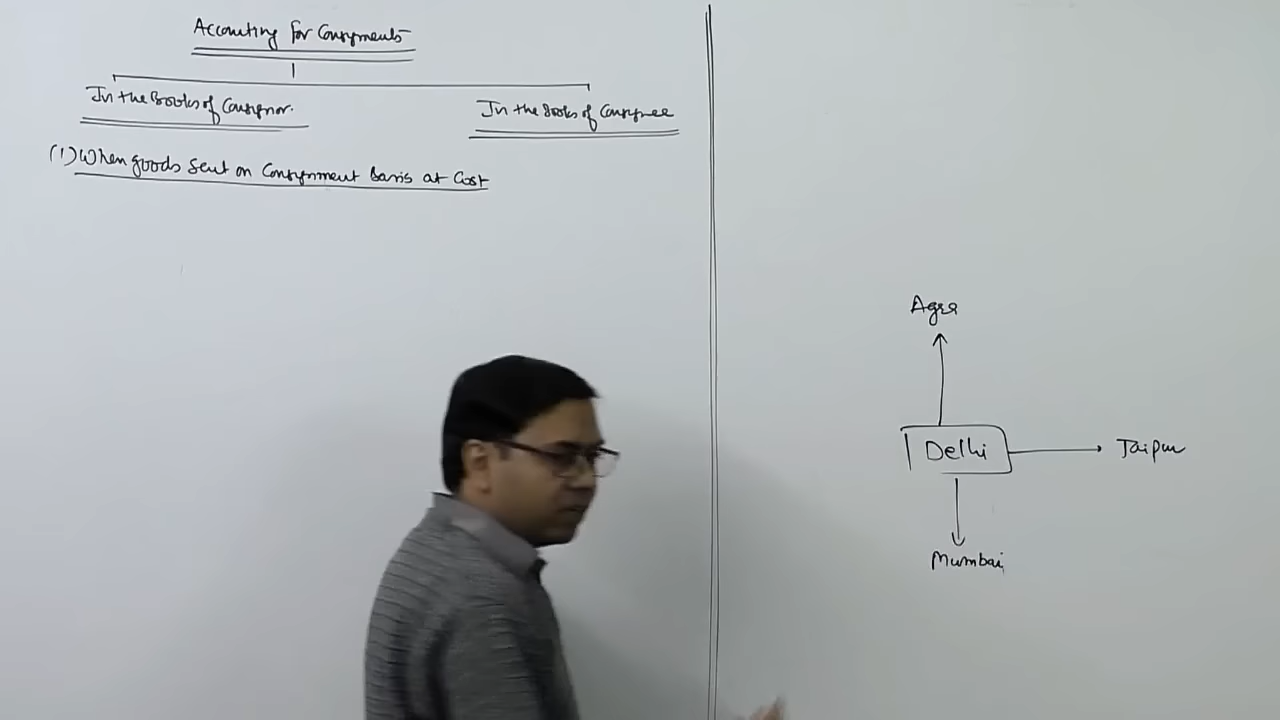 Accounting for Consignments
In the Books of Consignor.
In the Books of Consignee
(1) When goods sent on Consignment Basis at Cost
Agra
Delhi
Jaipur
Mumbai